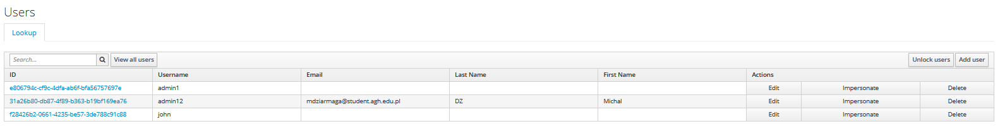 Users
Lookup
Search... View all users Unlock users Add user
ID Username Email Last Name First Name Actions
e806794c-cf9c-4dfa-ab6f-bfa56757697e admin1 Edit Impersonate Delete
31a26b80-db87-4f89-b363-b19bf169ea76 admin12 mdziarmaga@student.agh.edu.pl DZ Michal Edit Impersonate Delete
f28426b2-0661-4235-be57-3de788c91c88 john Edit Impersonate Delete